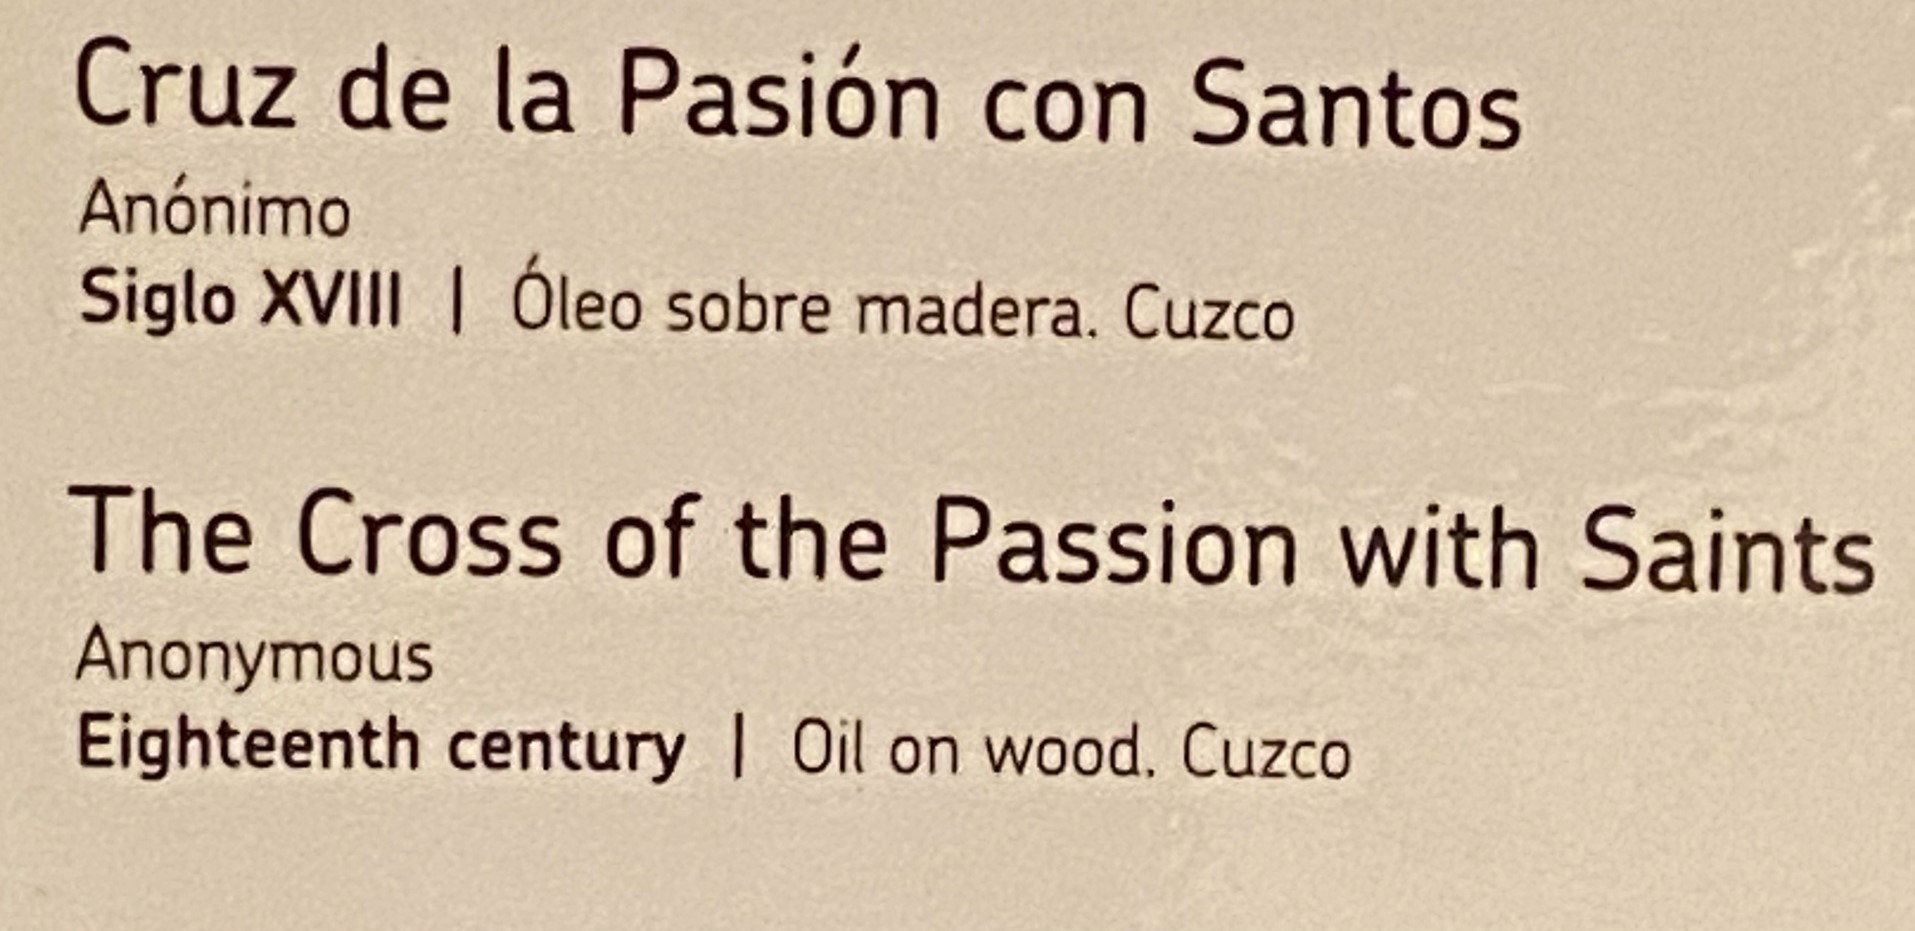 Cruz de la Pasión con Santos
Anónimo
Siglo XVIII | Óleo sobre madera. Cuzco
The Cross of the Passion with Saints
Anonymous
Eighteenth century | Oil on wood. Cuzco